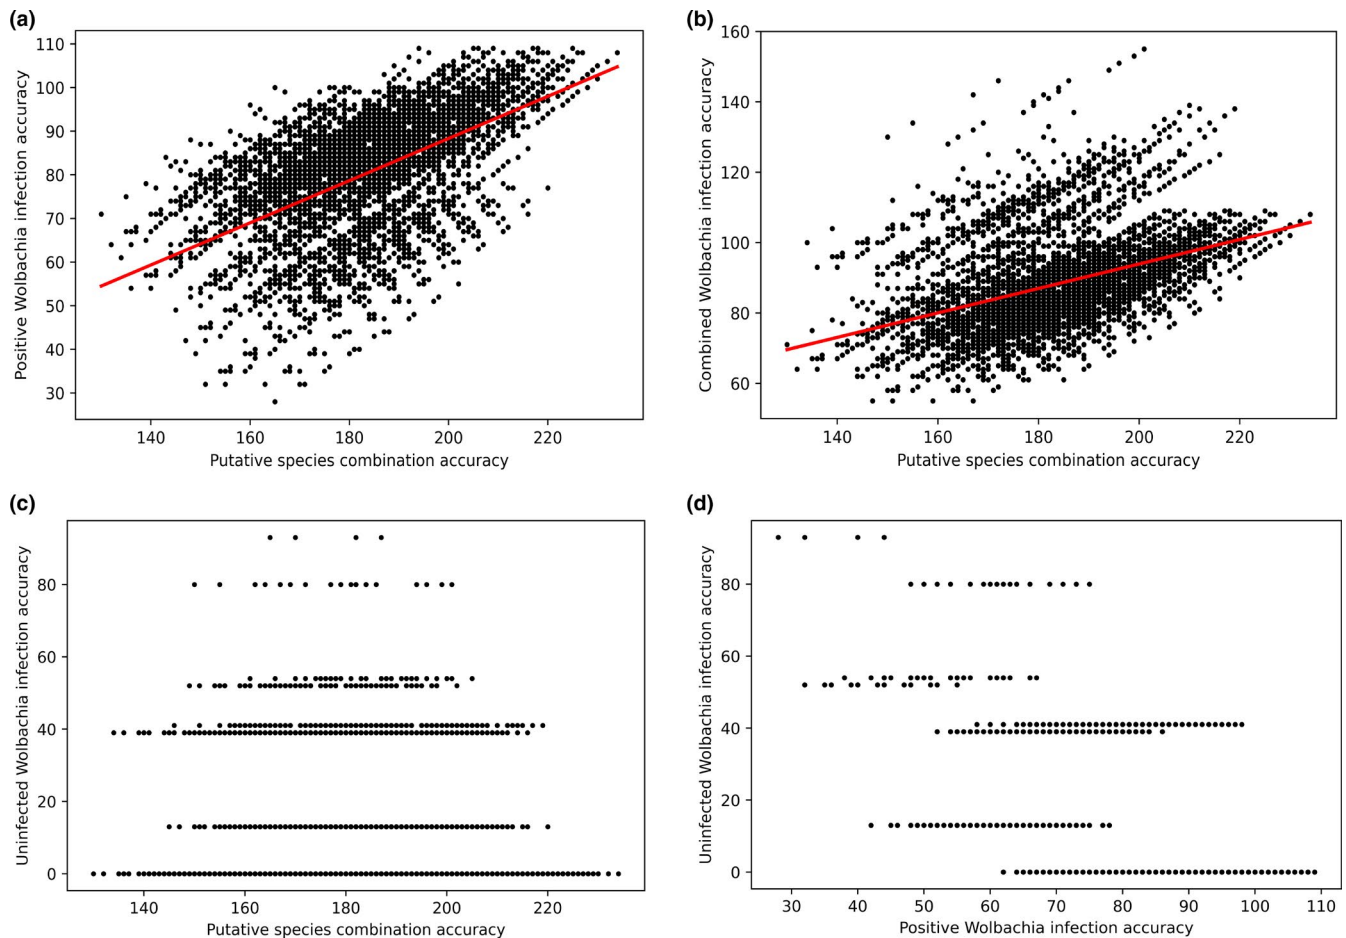 (a)
110
100
90
80
70
60
50
40
30
Positive Wolbachia infection accuracy
140 160 180 200 220
Putative species combination accuracy
(b)
160
140
120
100
80
60
Combined Wolbachia infection accuracy
140 160 180 200 220
Putative species combination accuracy
(c)
80
60
40
20
0
Uninfected Wolbachia infection accuracy
140 160 180 200 220
Putative species combination accuracy
(d)
80
60
40
20
0
Uninfected Wolbachia infection accuracy
30 40 50 60 70 80 90 100 110
Positive Wolbachia infection accuracy